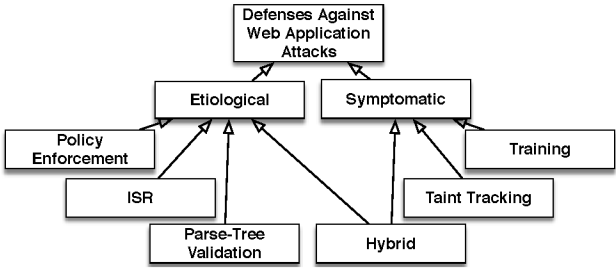 Defenses Against
Web Application
Attacks
Etiological
Symptomatic
Policy
Enforcement
Training
ISR
Taint Tracking
Parse-Tree
Validation
Hybrid